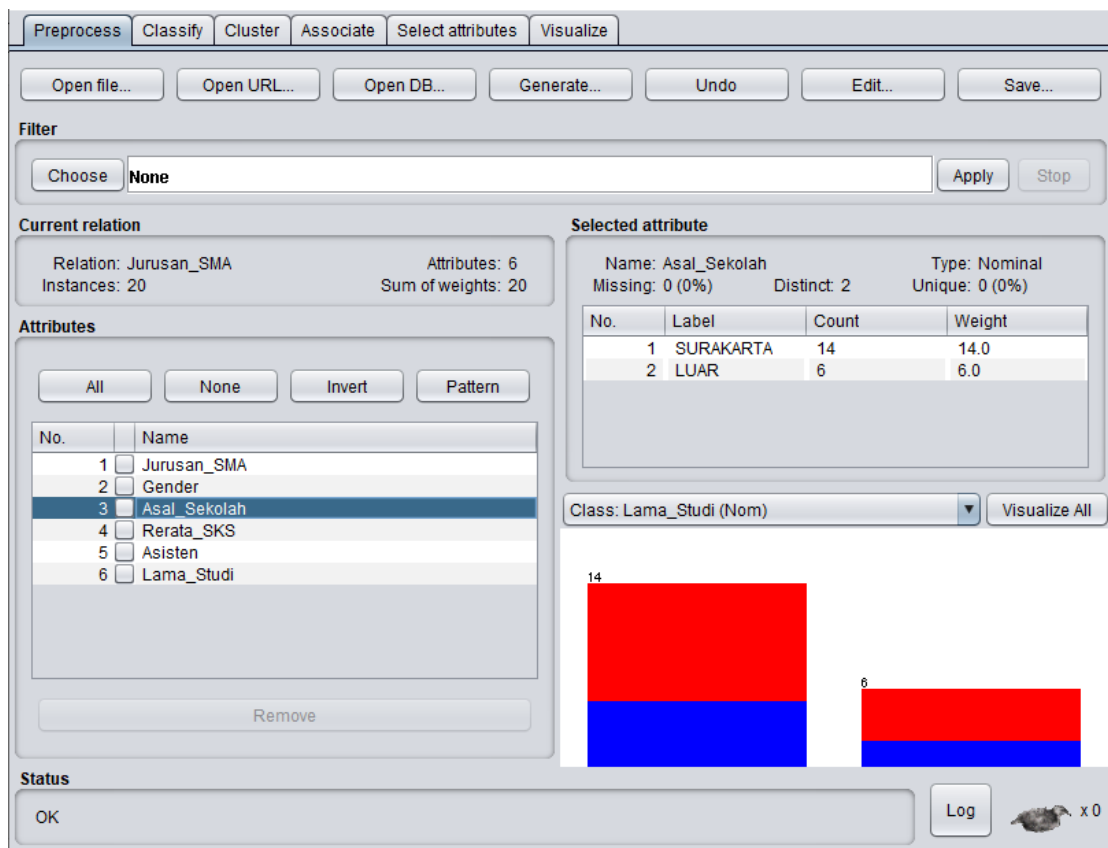 Preprocess Classify Cluster Associate Select attributes Visualize
Open file... Open URL... Open DB... Generate... Undo Edit... Save...
Filter
Choose None Apply Stop
Current relation
Relation: Jurusan_SMA Attributes: 6
Instances: 20 Sum of weights: 20
Attributes
All None Invert Pattern
No. Name
1 Jurusan_SMA
2 Gender
3 Asal_Sekolah
4 Rerata_SKS
5 Asisten
6 Lama_Studi
Remove
Selected attribute
Name: Asal_Sekolah Type: Nominal
Missing: 0 (0%) Distinct: 2 Unique: 0 (0%)
No. Label Count Weight
1 SURAKARTA 14 14.0
2 LUAR 6 6.0
Class: Lama_Studi (Nom) Visualize All
14
6
Status
OK
Log x 0